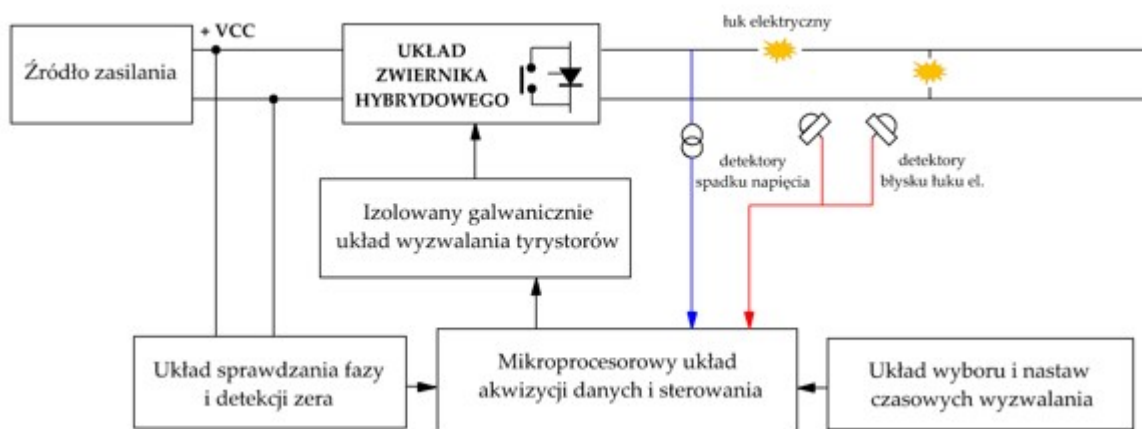 + VCC
łuk elektryczny
Źródło zasilania
UKŁAD
ZWIERNIKA
HYBRYDOWEGO
detektory
spadku napięcia
detektory
błysku łuku el.
Izolowany galwanicznie
układ wyzwalania tyrystorów
Układ sprawdzania fazy
i detekcji zera
Mikroprocesorowy układ
akwizycji danych i sterowania
Układ wyboru i nastaw
czasowych wyzwalania